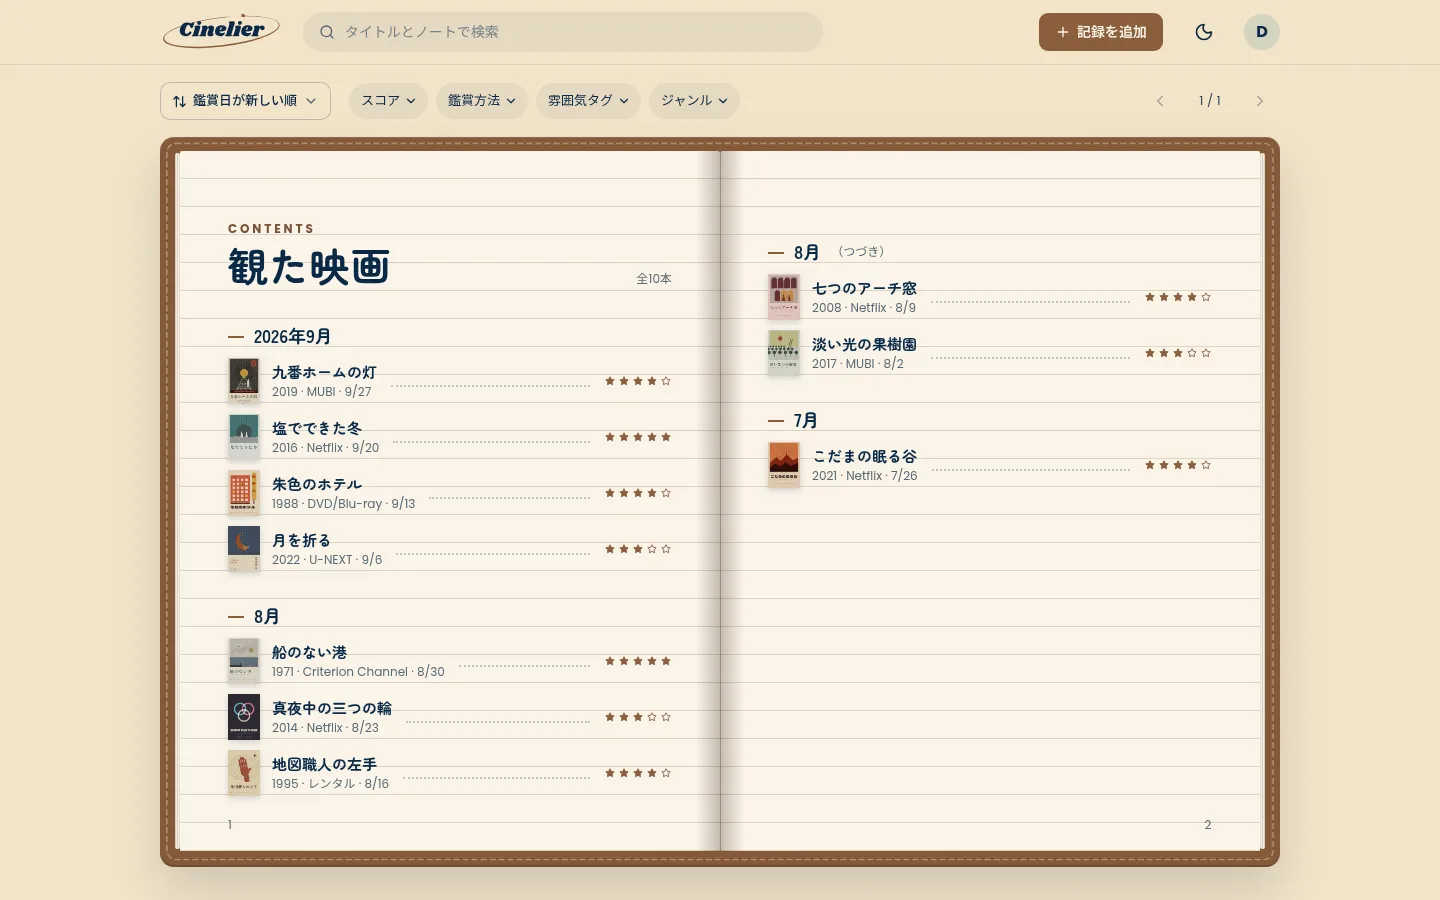 Cinelier
タイトルとノートで検索
記録を追加
D
鑑賞日が新しい順
スコア
鑑賞方法
雰囲気タグ
ジャンル
1 / 1
CONTENTS
観た映画
全10本
2026年9月
九番ホームの灯
2019 · MUBI · 9/27
塩でできた冬
2016 · Netflix · 9/20
朱色のホテル
1988 · DVD/Blu-ray · 9/13
月を折る
2022 · U-NEXT · 9/6
8月
船のない港
1971 · Criterion Channel · 8/30
真夜中の三つの輪
2014 · Netflix · 8/23
地図職人の左手
1995 · レンタル · 8/16
1
8月 （つづき）
七つのアーチ窓
2008 · Netflix · 8/9
淡い光の果樹園
2017 · MUBI · 8/2
7月
こだまの眠る谷
2021 · Netflix · 7/26
2